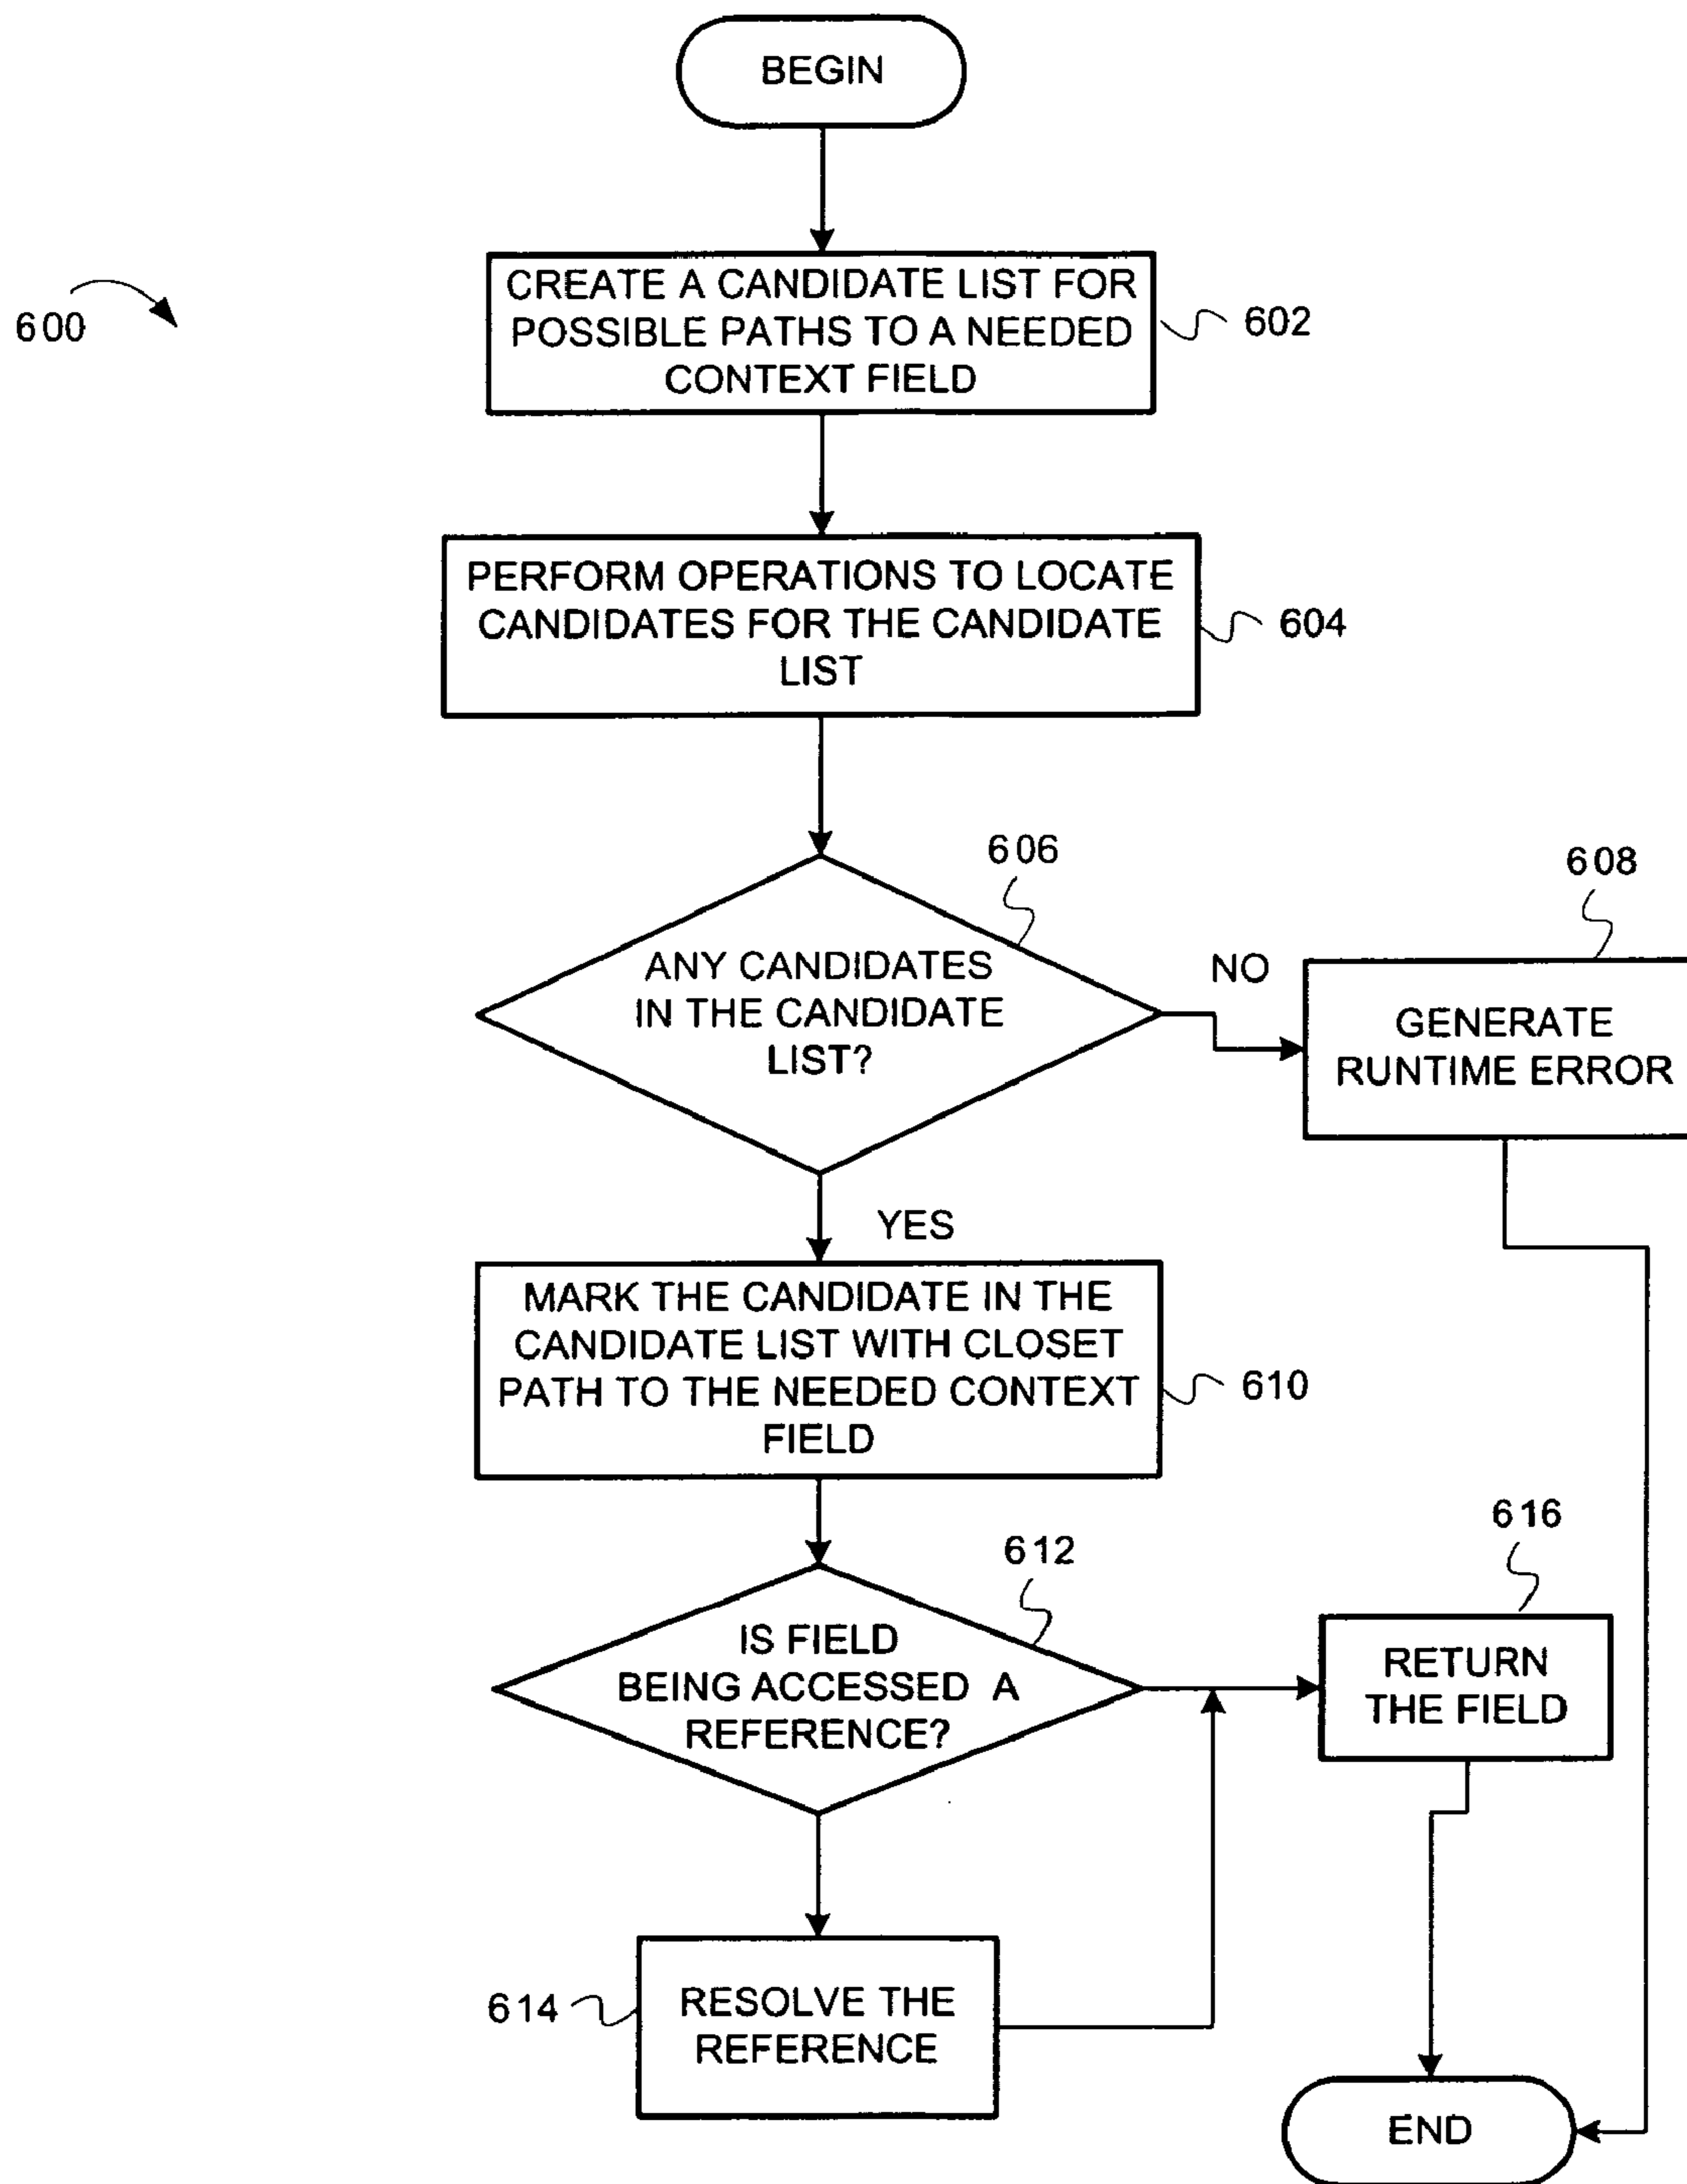 BEGIN
600
CREATE A CANDIDATE LIST FOR
POSSIBLE PATHS TO A NEEDED
CONTEXT FIELD
602
PERFORM OPERATIONS TO LOCATE
CANDIDATES FOR THE CANDIDATE
LIST
604
606
ANY CANDIDATES
IN THE CANDIDATE
LIST?
NO
608
GENERATE
RUNTIME ERROR
YES
MARK THE CANDIDATE IN THE
CANDIDATE LIST WITH CLOSET
PATH TO THE NEEDED CONTEXT
FIELD
610
612
IS FIELD
BEING ACCESSED A
REFERENCE?
616
RETURN
THE FIELD
614
RESOLVE THE
REFERENCE
END